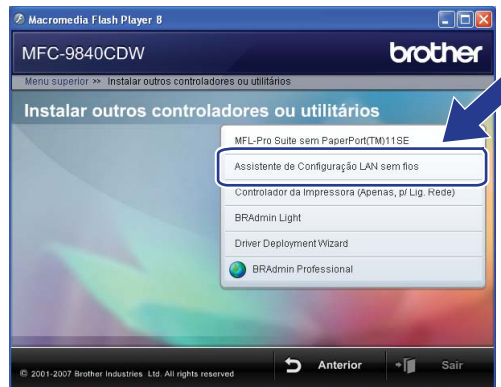 Macromedia Flash Player 8
MFC-9840CDW
brother
Menu superior >> Instalar outros controladores ou utilitários
Instalar outros controladores ou utilitários
MFL-Pro Suite sem PaperPort(TM)11SE
Assistente de Configuração LAN sem fios
Controlador da Impressora (Apenas, p/ Lig. Rede)
BRAdmin Light
Driver Deployment Wizard
BRAdmin Professional
© 2001-2007 Brother Industries Ltd. All rights reserved
Anterior
Sair